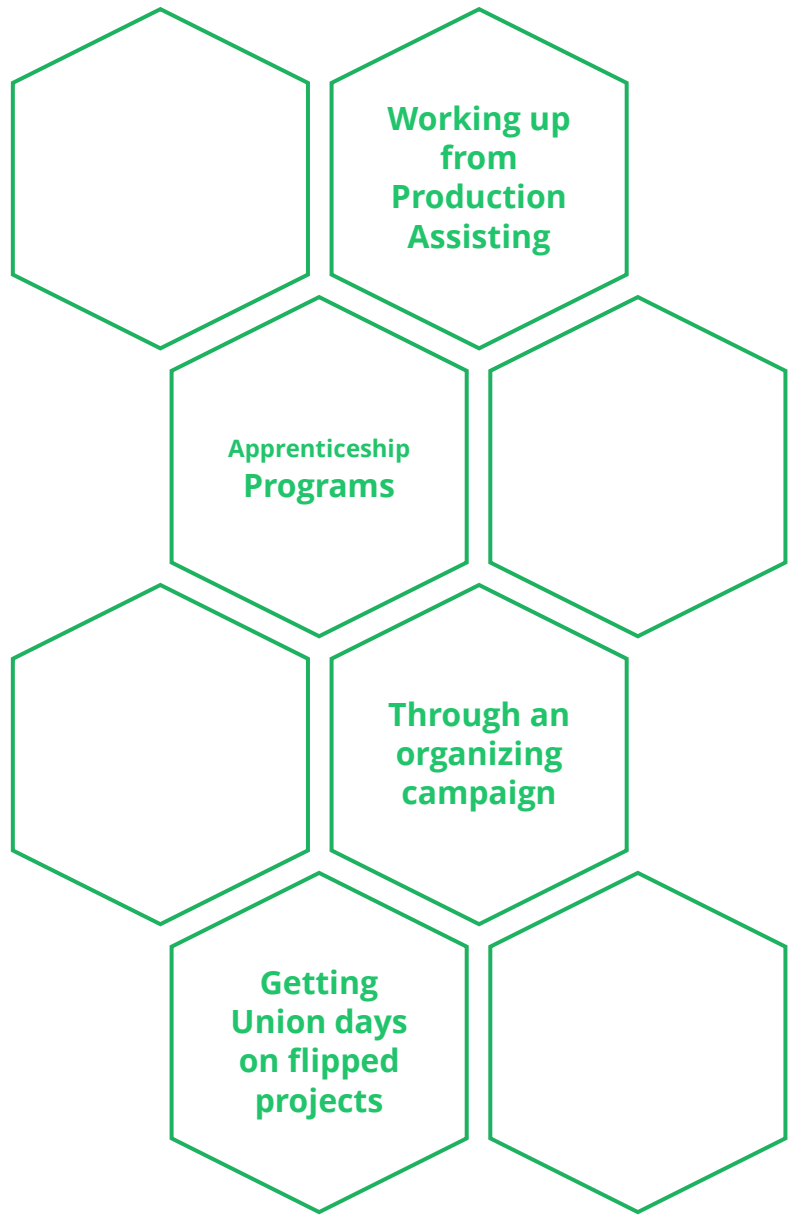 Working up
from
Production
Assisting
Apprenticeship
Programs
Through an
organizing
campaign
Getting
Union days
on flipped
projects